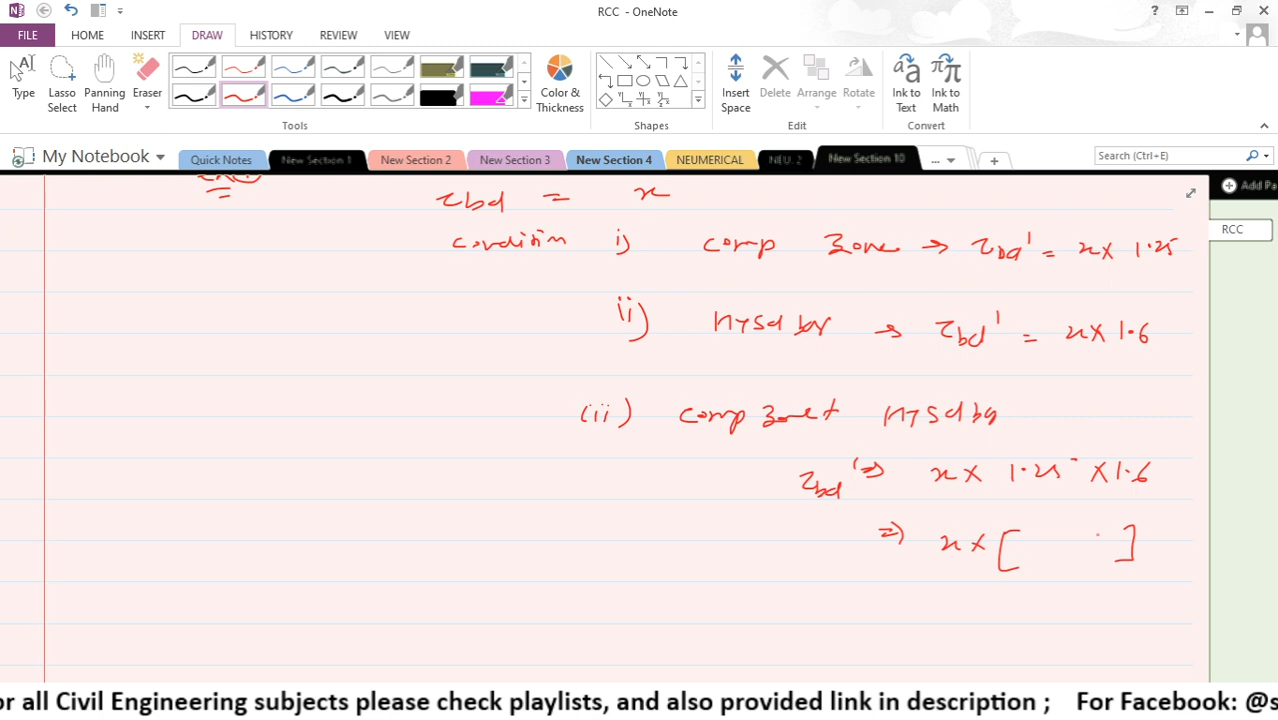 RCC - OneNote
FILE HOME INSERT DRAW HISTORY REVIEW VIEW
Type Lasso Select Panning Hand Eraser Color & Thickness Insert Space Delete Arrange Rotate Ink to Text Ink to Math
Tools Shapes Edit Convert
My Notebook Quick Notes New Section 1 New Section 2 New Section 3 New Section 4 NEUMERICAL NEU. 2 New Section 10 ... + Search (Ctrl+E)
Add Pa
RCC
τbd = x
condition i) comp zone → τbd' = x × 1.25
ii) HYSD bar → τbd' = x × 1.6
(iii) comp zone + HYSD bar
τbd' ⇒ x × 1.25 × 1.6
⇒ x × [ ]
or all Civil Engineering subjects please check playlists, and also provided link in description ; For Facebook: @s